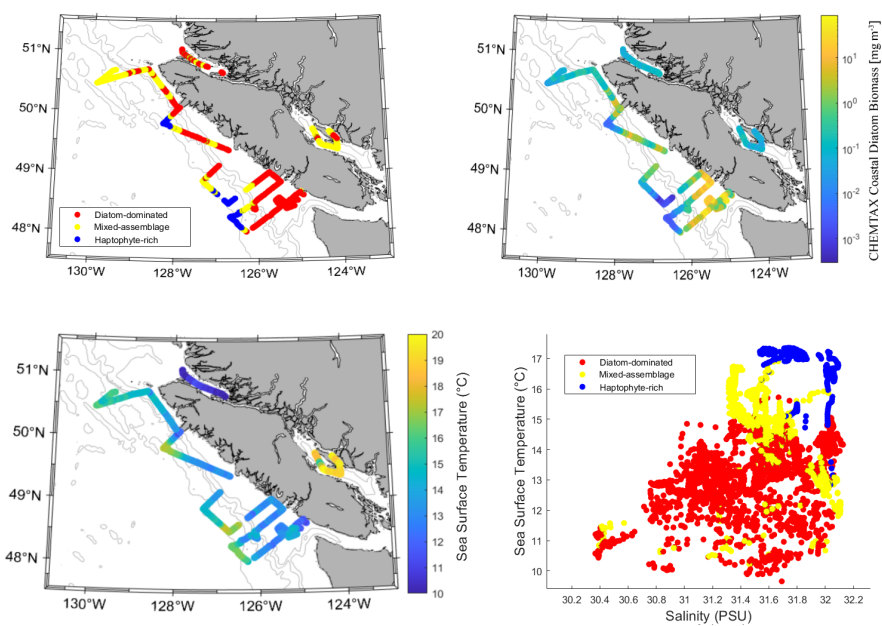 51°N
50°N
49°N
48°N
130°W
128°W
126°W
124°W
Diatom-dominated
Mixed-assemblage
Haptophyte-rich
51°N
50°N
49°N
48°N
130°W
128°W
126°W
124°W
10¹
10⁰
10⁻¹
10⁻²
10⁻³
CHEMTAX Coastal Diatom Biomass [mg m⁻³]
51°N
50°N
49°N
48°N
130°W
128°W
126°W
124°W
20
19
18
17
16
15
14
13
12
11
10
Sea Surface Temperature (°C)
17
16
15
14
13
12
11
10
Sea Surface Temperature (°C)
Diatom-dominated
Mixed-assemblage
Haptophyte-rich
30.2 30.4 30.6 30.8 31 31.2 31.4 31.6 31.8 32 32.2
Salinity (PSU)